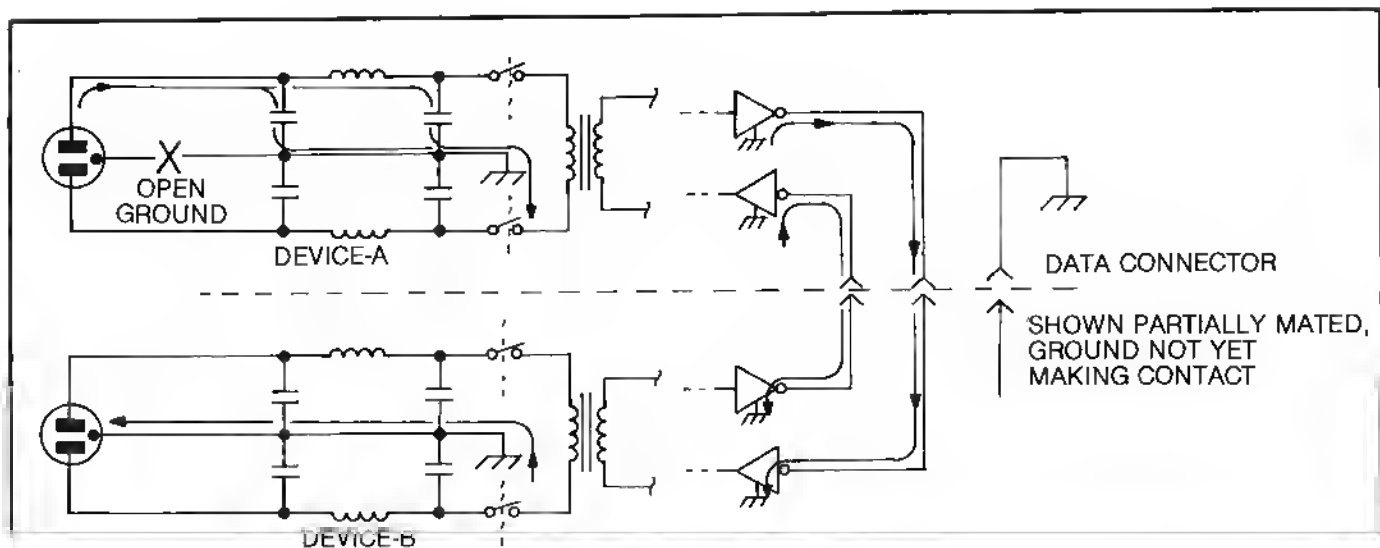 OPEN
GROUND
DEVICE-A
DATA CONNECTOR
SHOWN PARTIALLY MATED,
GROUND NOT YET
MAKING CONTACT
DEVICE-B